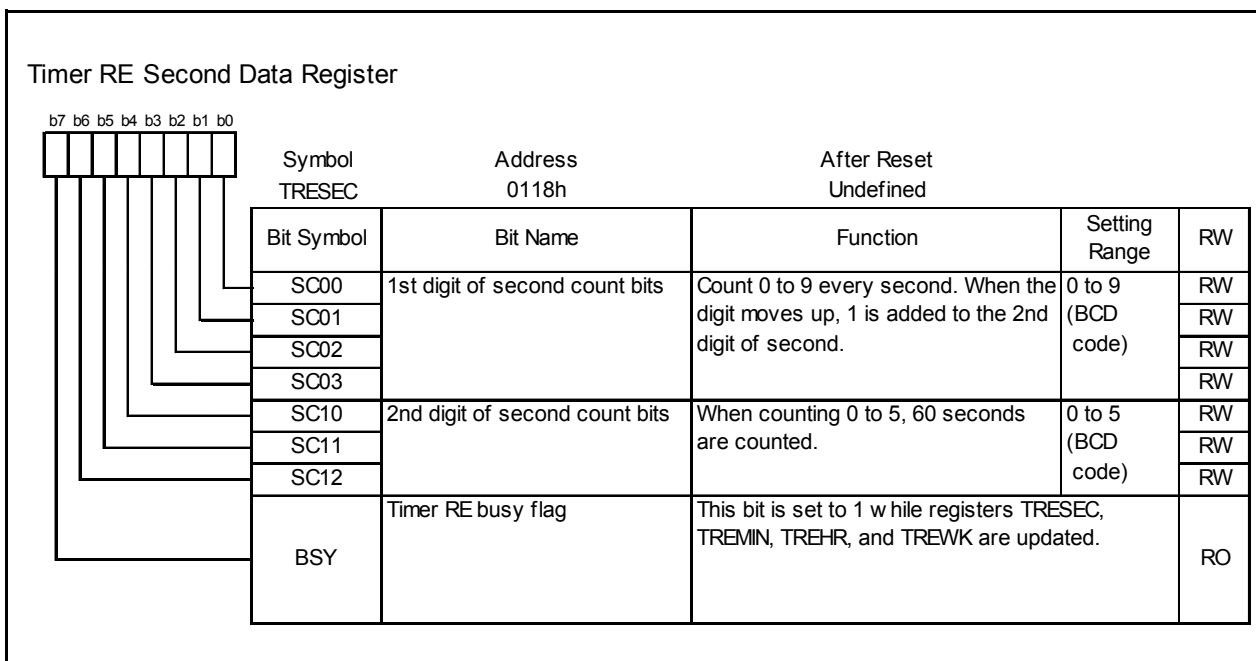 Timer RE Second Data Register
b7 b6 b5 b4 b3 b2 b1 b0
Symbol Address After Reset
TRESEC 0118h Undefined
Bit Symbol Bit Name Function Setting Range RW
SC00 1st digit of second count bits Count 0 to 9 every second. When the 0 to 9 RW
SC01 digit moves up, 1 is added to the 2nd (BCD RW
SC02 digit of second. code) RW
SC03 RW
SC10 2nd digit of second count bits When counting 0 to 5, 60 seconds 0 to 5 RW
SC11 are counted. (BCD RW
SC12 code) RW
Timer RE busy flag This bit is set to 1 w hile registers TRESEC,
TREMIN, TREHR, and TREWK are updated.
BSY RO